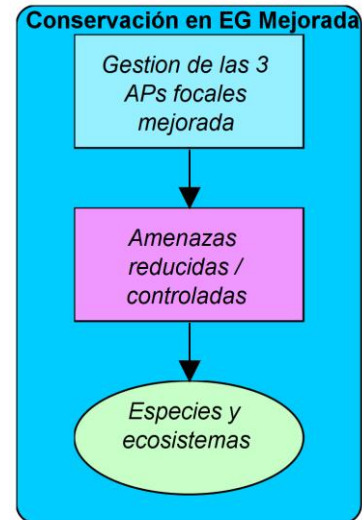 Conservación en EG Mejorada
Gestion de las 3
APs focales
mejorada
Amenazas
reducidas /
controladas
Especies y
ecosistemas